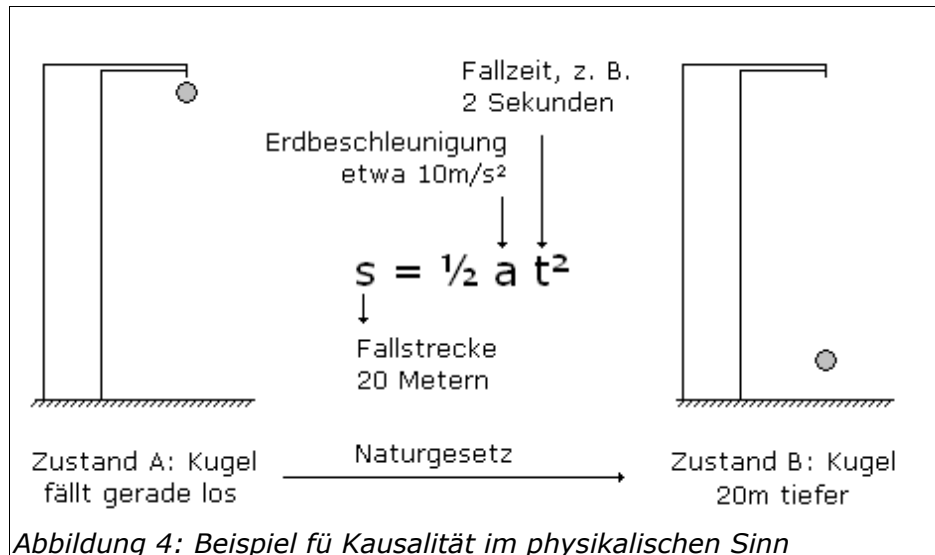 Fallzeit, z. B.
2 Sekunden
Erdbeschleunigung
etwa 10m/s²
s = ½ a t²
Fallstrecke
20 Metern
Zustand A: Kugel
fällt gerade los
Naturgesetz
Zustand B: Kugel
20m tiefer
Abbildung 4: Beispiel fü Kausalität im physikalischen Sinn